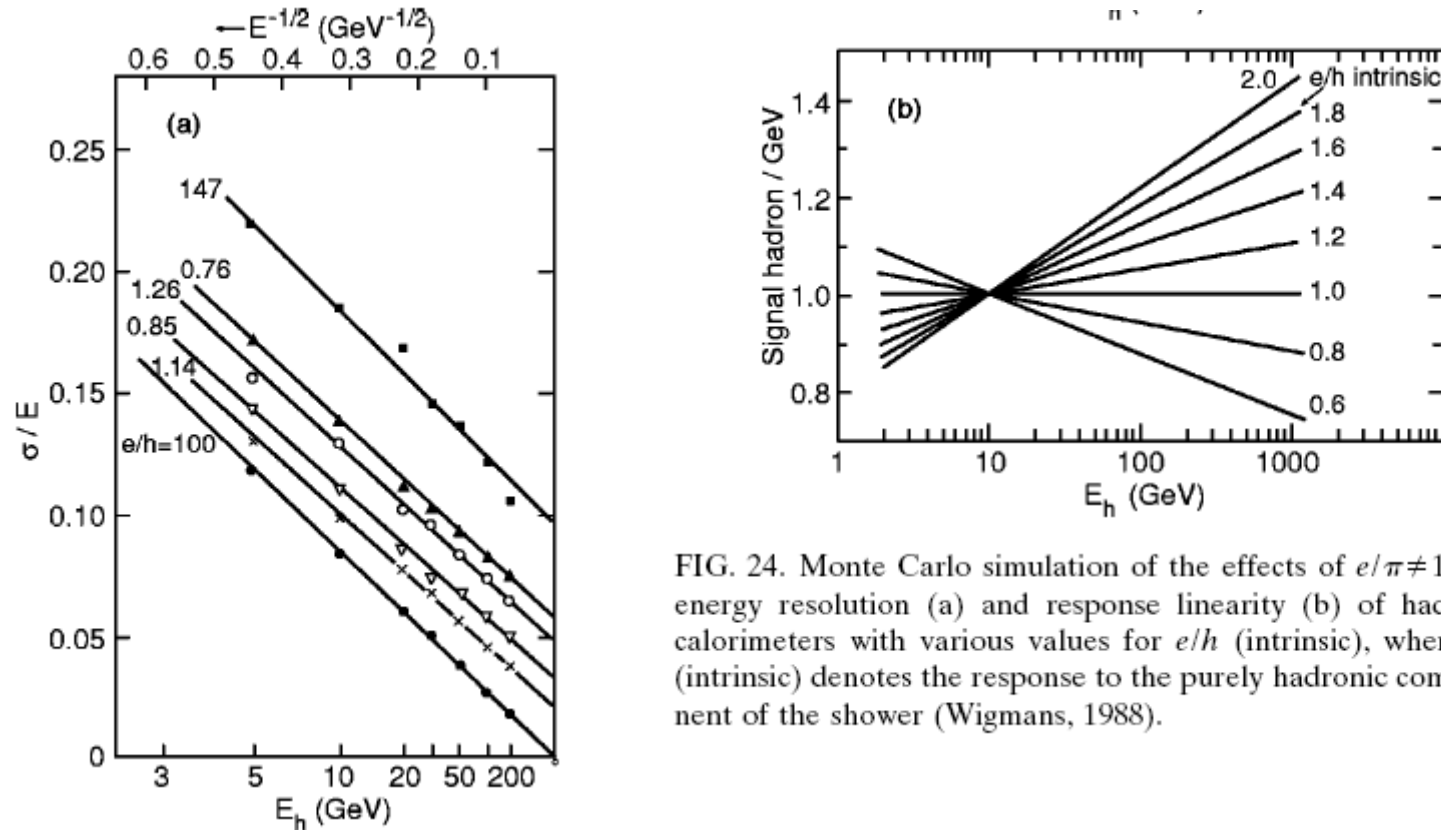 ←E⁻¹/² (GeV⁻¹/²)
0.6 0.5 0.4 0.3 0.2 0.1
(a)
0.25
0.20
0.15
0.10
0.05
0
σ / E
147
0.76
1.26
0.85
1.14
e/h=100
3 5 10 20 50 200
E_h (GeV)
(b)
1.4
1.2
1.0
0.8
Signal hadron / GeV
2.0 e/h intrinsic
1.8
1.6
1.4
1.2
1.0
0.8
0.6
1 10 100 1000
E_h (GeV)
FIG. 24. Monte Carlo simulation of the effects of e/π≠1
energy resolution (a) and response linearity (b) of had
calorimeters with various values for e/h (intrinsic), wher
(intrinsic) denotes the response to the purely hadronic com
nent of the shower (Wigmans, 1988).